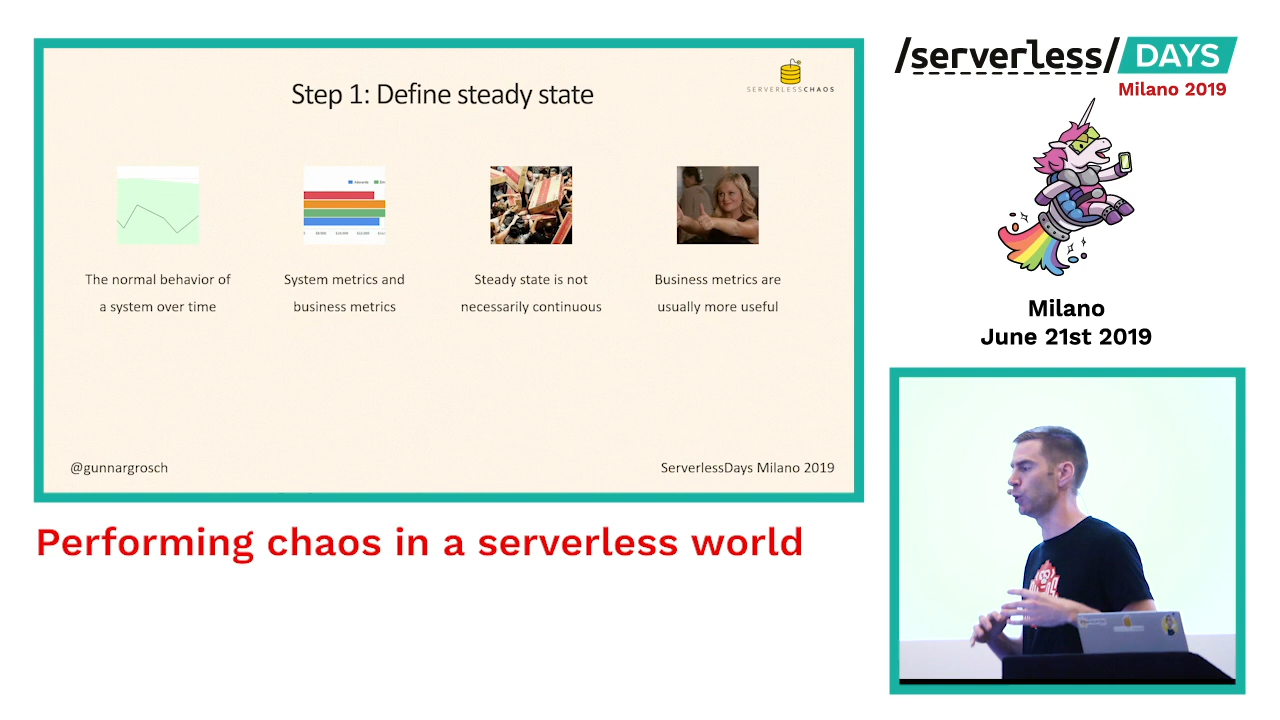 Step 1: Define steady state
SERVERLESSCHAOS
The normal behavior of
a system over time
System metrics and
business metrics
Steady state is not
necessarily continuous
Business metrics are
usually more useful
@gunnargrosch
ServerlessDays Milano 2019
Performing chaos in a serverless world
/serverless/ DAYS
Milano 2019
Milano
June 21st 2019